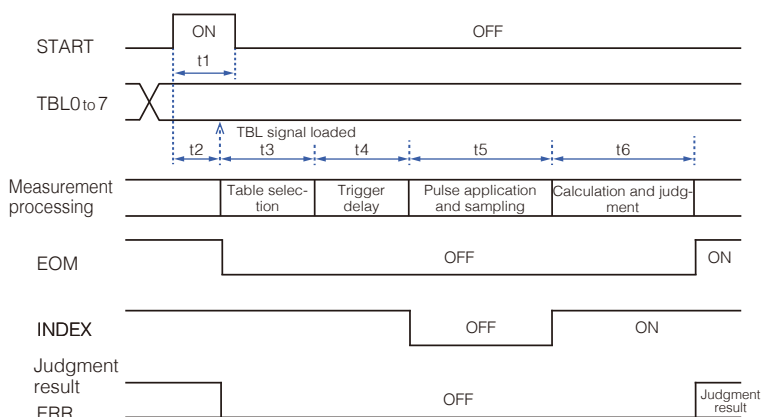 START
ON
OFF
t1
TBL0 to 7
TBL signal loaded
t2
t3
t4
t5
t6
Measurement
processing
Table selec-
tion
Trigger
delay
Pulse application
and sampling
Calculation and judg-
ment
EOM
OFF
ON
INDEX
OFF
ON
Judgment
result
ERR
OFF
Judgment
result